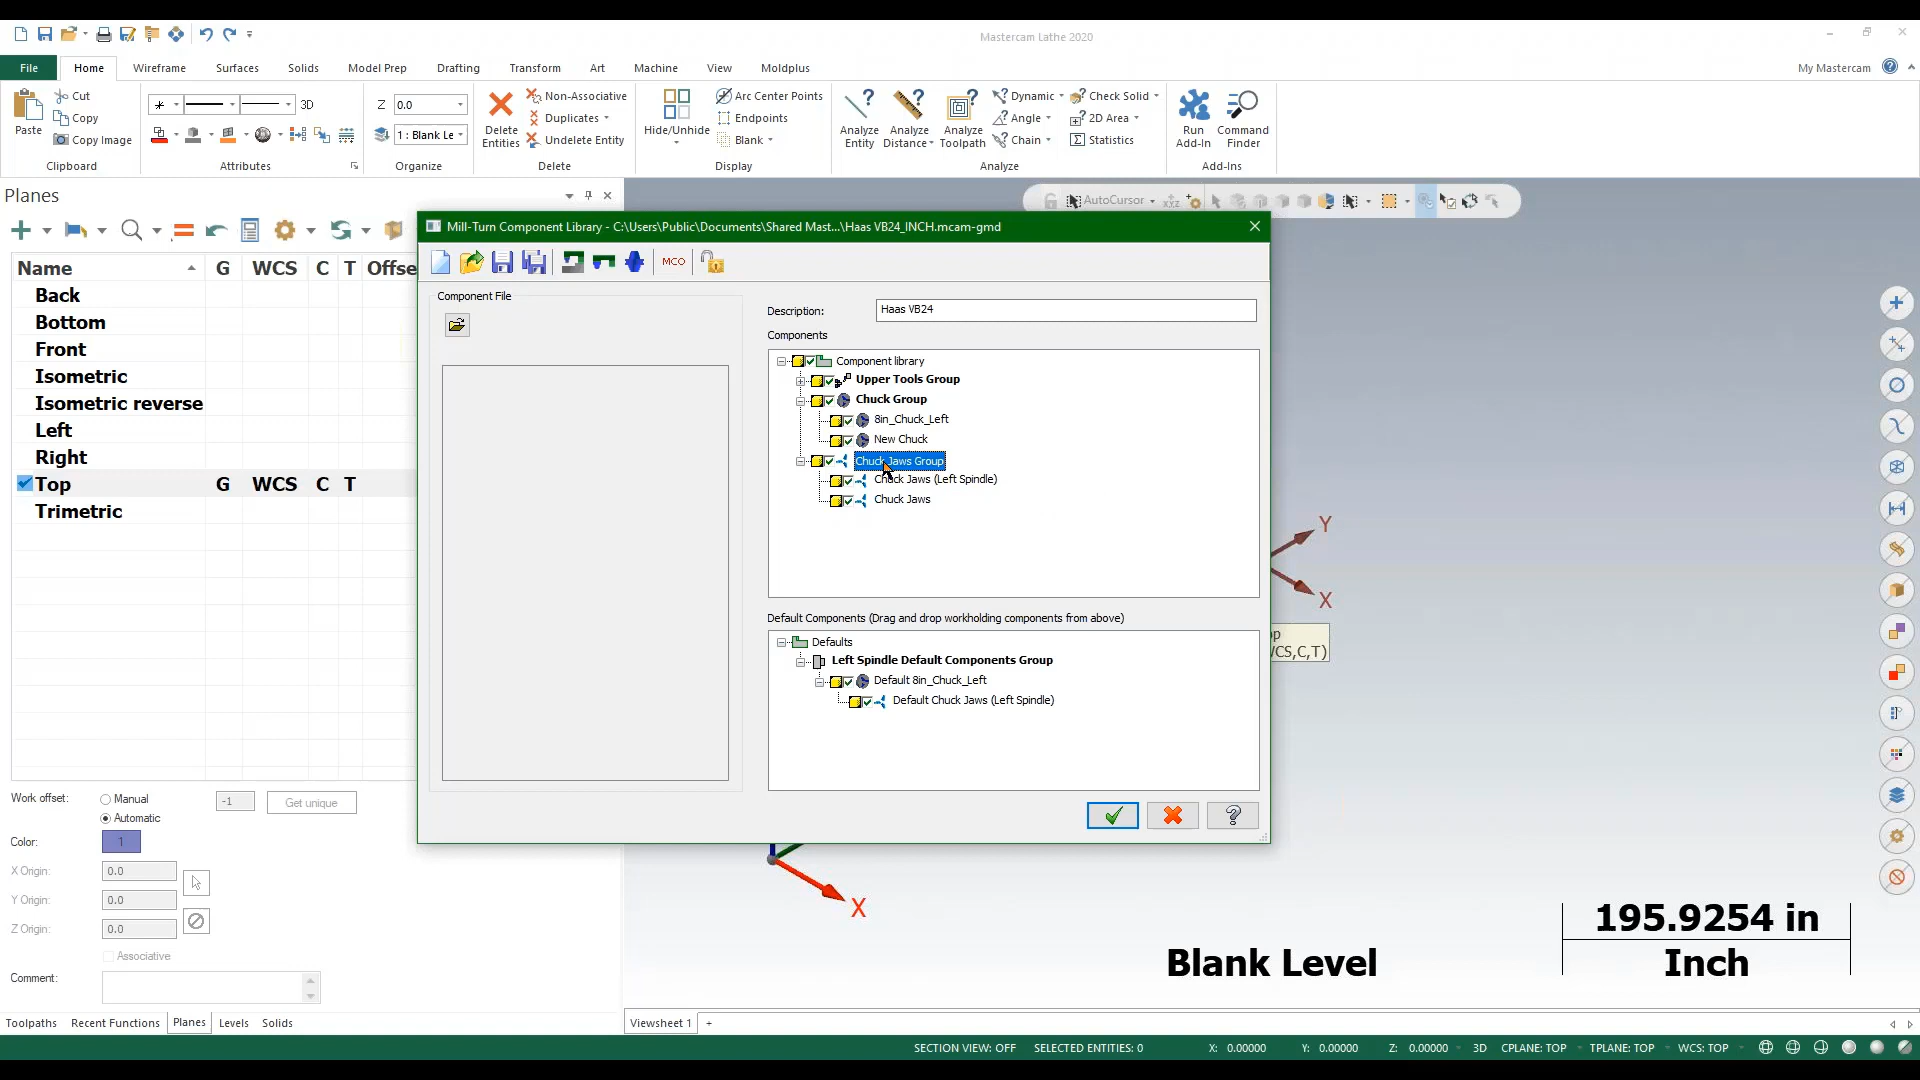 Mastercam Lathe 2020
File Home Wireframe Surfaces Solids Model Prep Drafting Transform Art Machine View Moldplus My Mastercam
Paste
Cut
Copy
Copy Image
Clipboard
3D
Attributes
Z 0.0
1 : Blank Le
Organize
Delete Entities
Non-Associative
Duplicates
Undelete Entity
Delete
Hide/Unhide
Arc Center Points
Endpoints
Blank
Display
Analyze Entity
Analyze Distance
Analyze Toolpath
Dynamic
Angle
Chain
Check Solid
2D Area
Statistics
Analyze
Run Add-In
Command Finder
Add-Ins
Planes
AutoCursor
Name G WCS C T Offse
Back
Bottom
Front
Isometric
Isometric reverse
Left
Right
Top G WCS C T
Trimetric
Work offset:
Manual
Automatic
-1
Get unique
Color:
1
X Origin: 0.0
Y Origin: 0.0
Z Origin: 0.0
Associative
Comment:
Toolpaths Recent Functions Planes Levels Solids
Mill-Turn Component Library - C:\Users\Public\Documents\Shared Mast...\Haas VB24_INCH.mcam-gmd
MCO
Component File
Description: Haas VB24
Components
Component library
Upper Tools Group
Chuck Group
8in_Chuck_Left
New Chuck
Chuck Jaws Group
Chuck Jaws (Left Spindle)
Chuck Jaws
Default Components (Drag and drop workholding components from above)
Defaults
Left Spindle Default Components Group
Default 8in_Chuck_Left
Default Chuck Jaws (Left Spindle)
Y
X
op
/CS,C,T)
X
195.9254 in
Inch
Blank Level
Viewsheet 1 +
SECTION VIEW: OFF SELECTED ENTITIES: 0 X: 0.00000 Y: 0.00000 Z: 0.00000 3D CPLANE: TOP TPLANE: TOP WCS: TOP